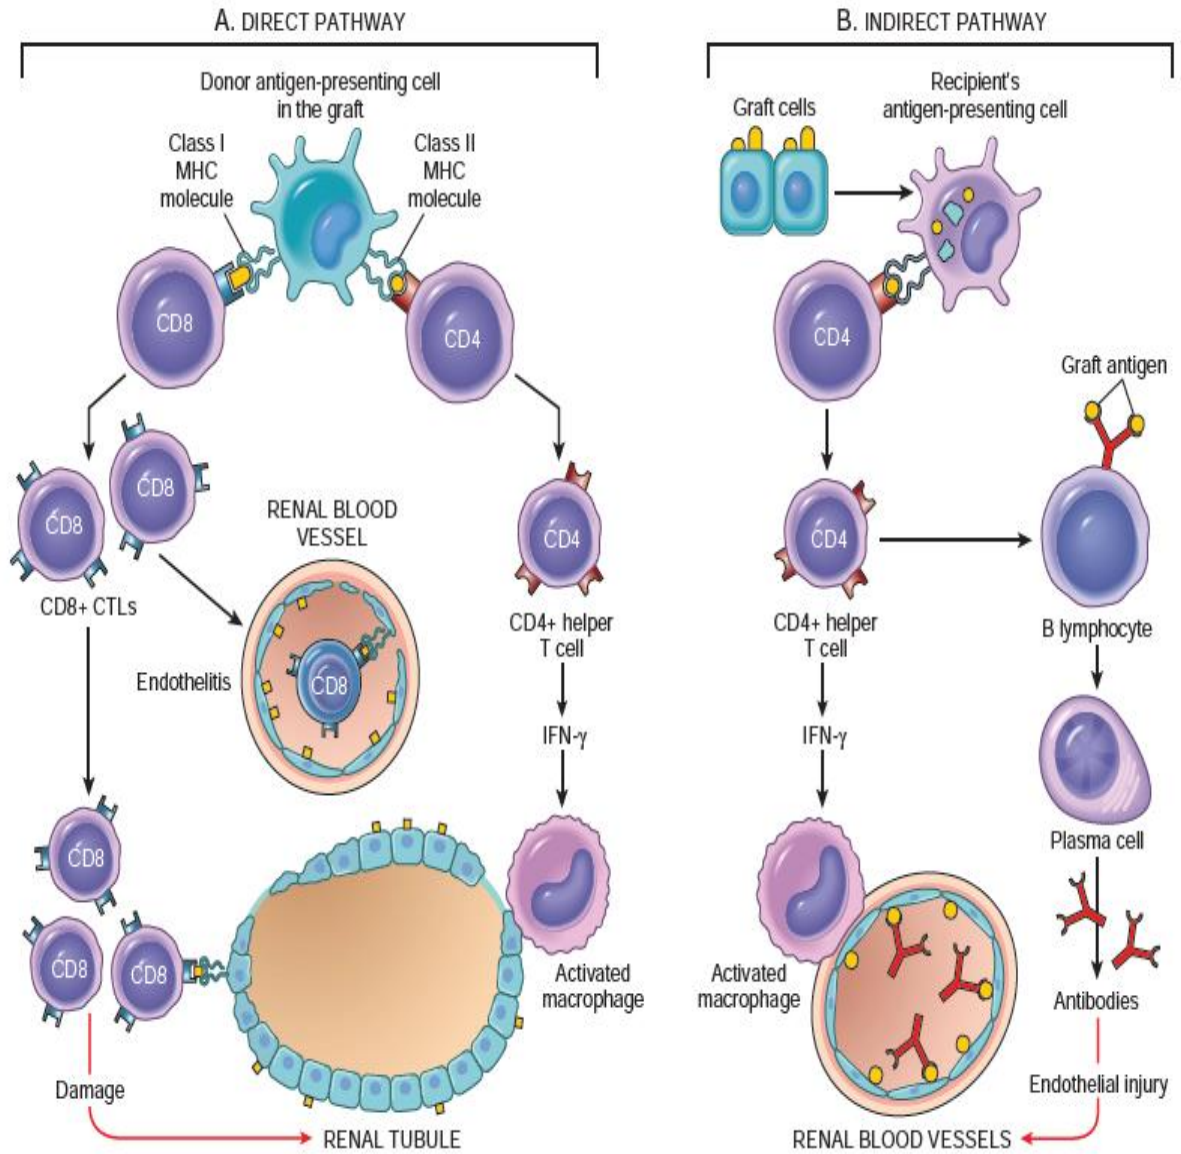 A. DIRECT PATHWAY
Donor antigen-presenting cell
in the graft
Class I
MHC
molecule
Class II
MHC
molecule
CD8
CD4
CD8
CD8
CD8+ CTLs
RENAL BLOOD
VESSEL
CD8
Endothelitis
CD4
CD4+ helper
T cell
IFN-γ
CD8
CD8
CD8
Activated
macrophage
Damage
RENAL TUBULE
B. INDIRECT PATHWAY
Graft cells
Recipient's
antigen-presenting cell
CD4
Graft antigen
CD4
CD4+ helper
T cell
B lymphocyte
IFN-γ
Plasma cell
Activated
macrophage
Antibodies
Endothelial injury
RENAL BLOOD VESSELS